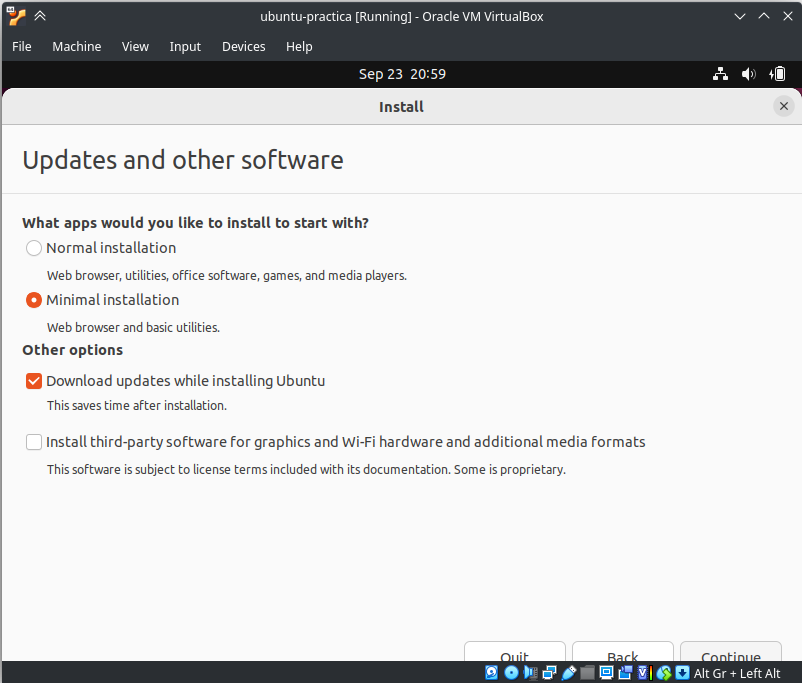 ubuntu-practica [Running] - Oracle VM VirtualBox
File Machine View Input Devices Help
Sep 23 20:59
Install
Updates and other software
What apps would you like to install to start with?
Normal installation
Web browser, utilities, office software, games, and media players.
Minimal installation
Web browser and basic utilities.
Other options
Download updates while installing Ubuntu
This saves time after installation.
Install third-party software for graphics and Wi-Fi hardware and additional media formats
This software is subject to license terms included with its documentation. Some is proprietary.
Quit Back Continue
Alt Gr + Left Alt